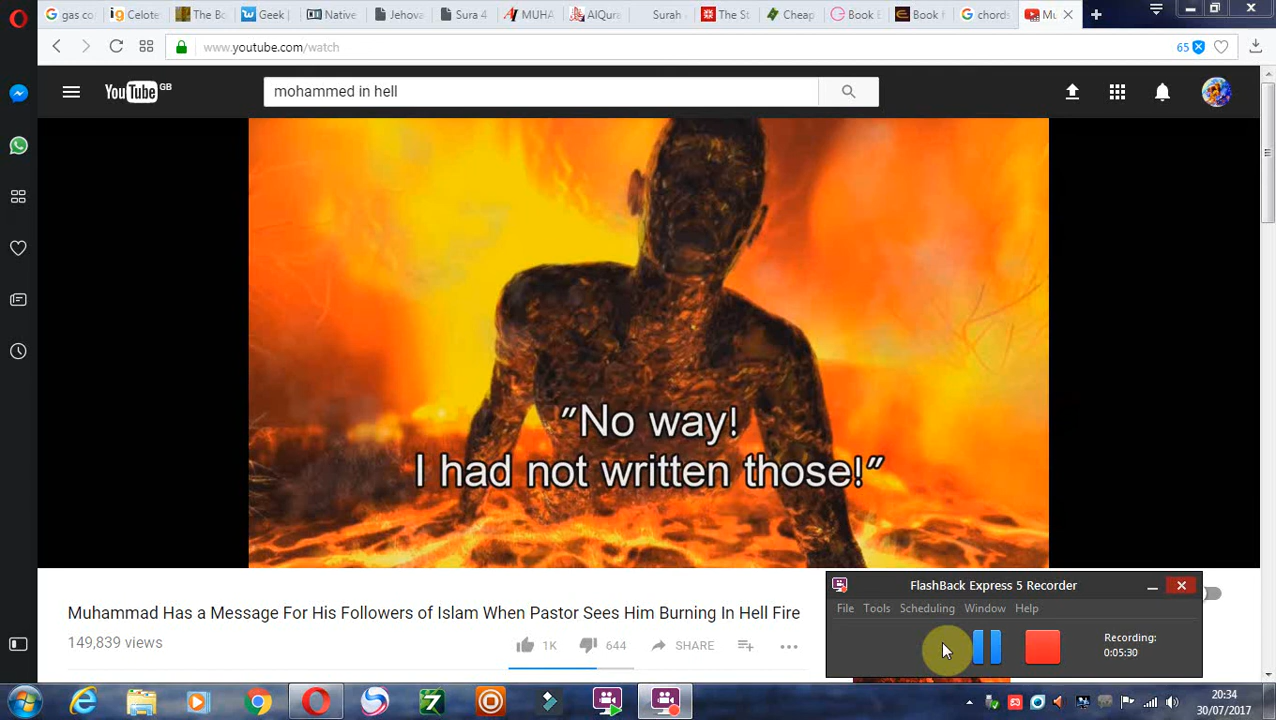 gas co
Celote
The Bo
Geek |
Native
Jehova
Sura 4
MUHA
AlQura
Surah
The St
Cheap
Book
Book
chords
Mu
www.youtube.com/watch
65
YouTube GB
mohammed in hell
"No way!
I had not written those!"
FlashBack Express 5 Recorder
File Tools Scheduling Window Help
Recording:
0:05:30
Muhammad Has a Message For His Followers of Islam When Pastor Sees Him Burning In Hell Fire
149,839 views
1K
644
SHARE
20:34
30/07/2017